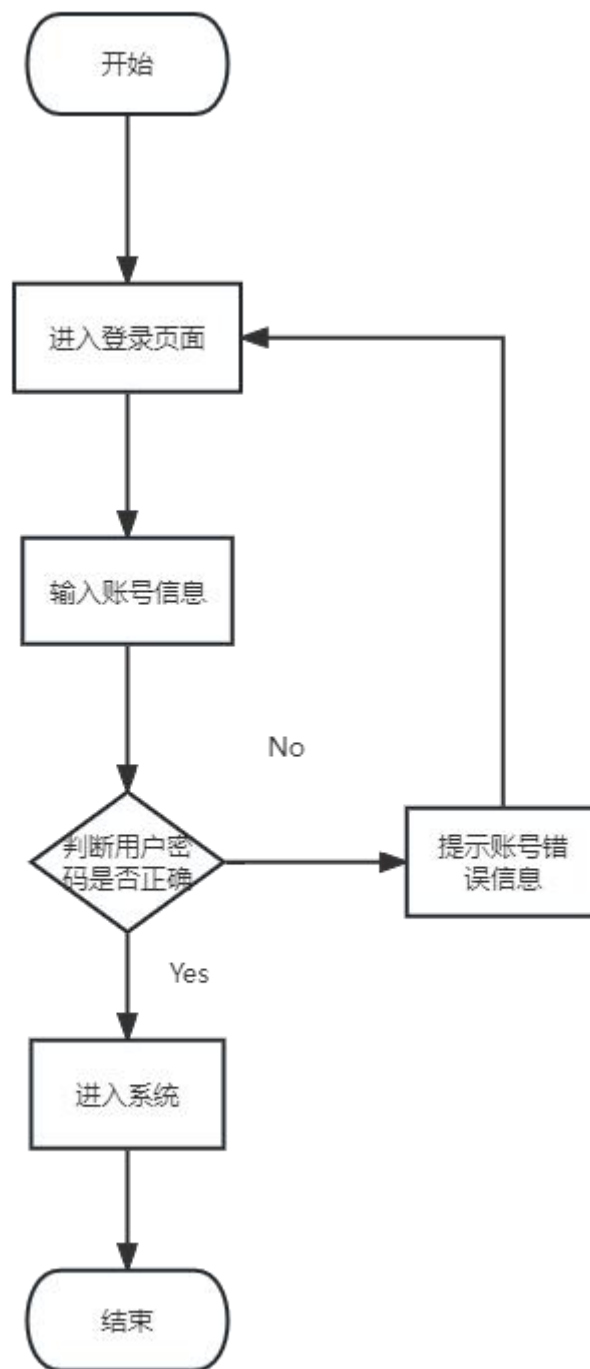 开始
进入登录页面
输入账号信息
No
判断用户密
码是否正确
提示账号错
误信息
Yes
进入系统
结束